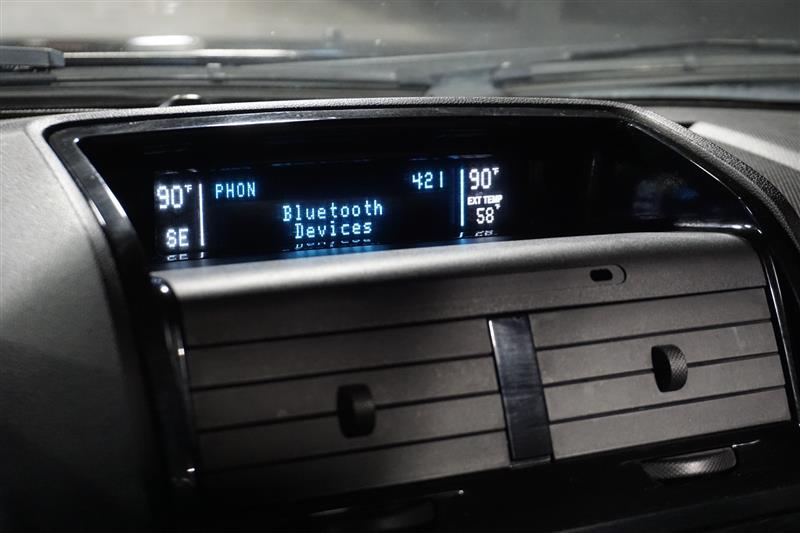 90°F
SE
PHON 421
Bluetooth
Devices
90°F
EXT TEMP
58°F